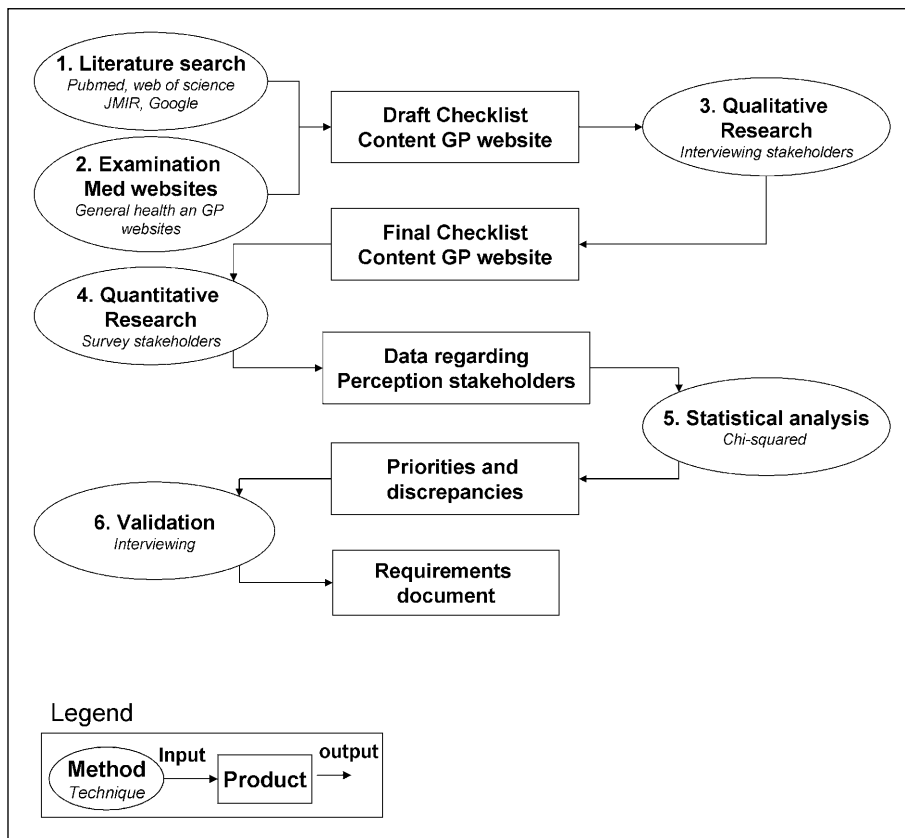 1. Literature search
Pubmed, web of science
JMIR, Google
2. Examination
Med websites
General health an GP
websites
Draft Checklist
Content GP website
3. Qualitative
Research
Interviewing stakeholders
Final Checklist
Content GP website
4. Quantitative
Research
Survey stakeholders
Data regarding
Perception stakeholders
5. Statistical analysis
Chi-squared
Priorities and
discrepancies
6. Validation
Interviewing
Requirements
document
Legend
Method
Technique
Input
Product
output